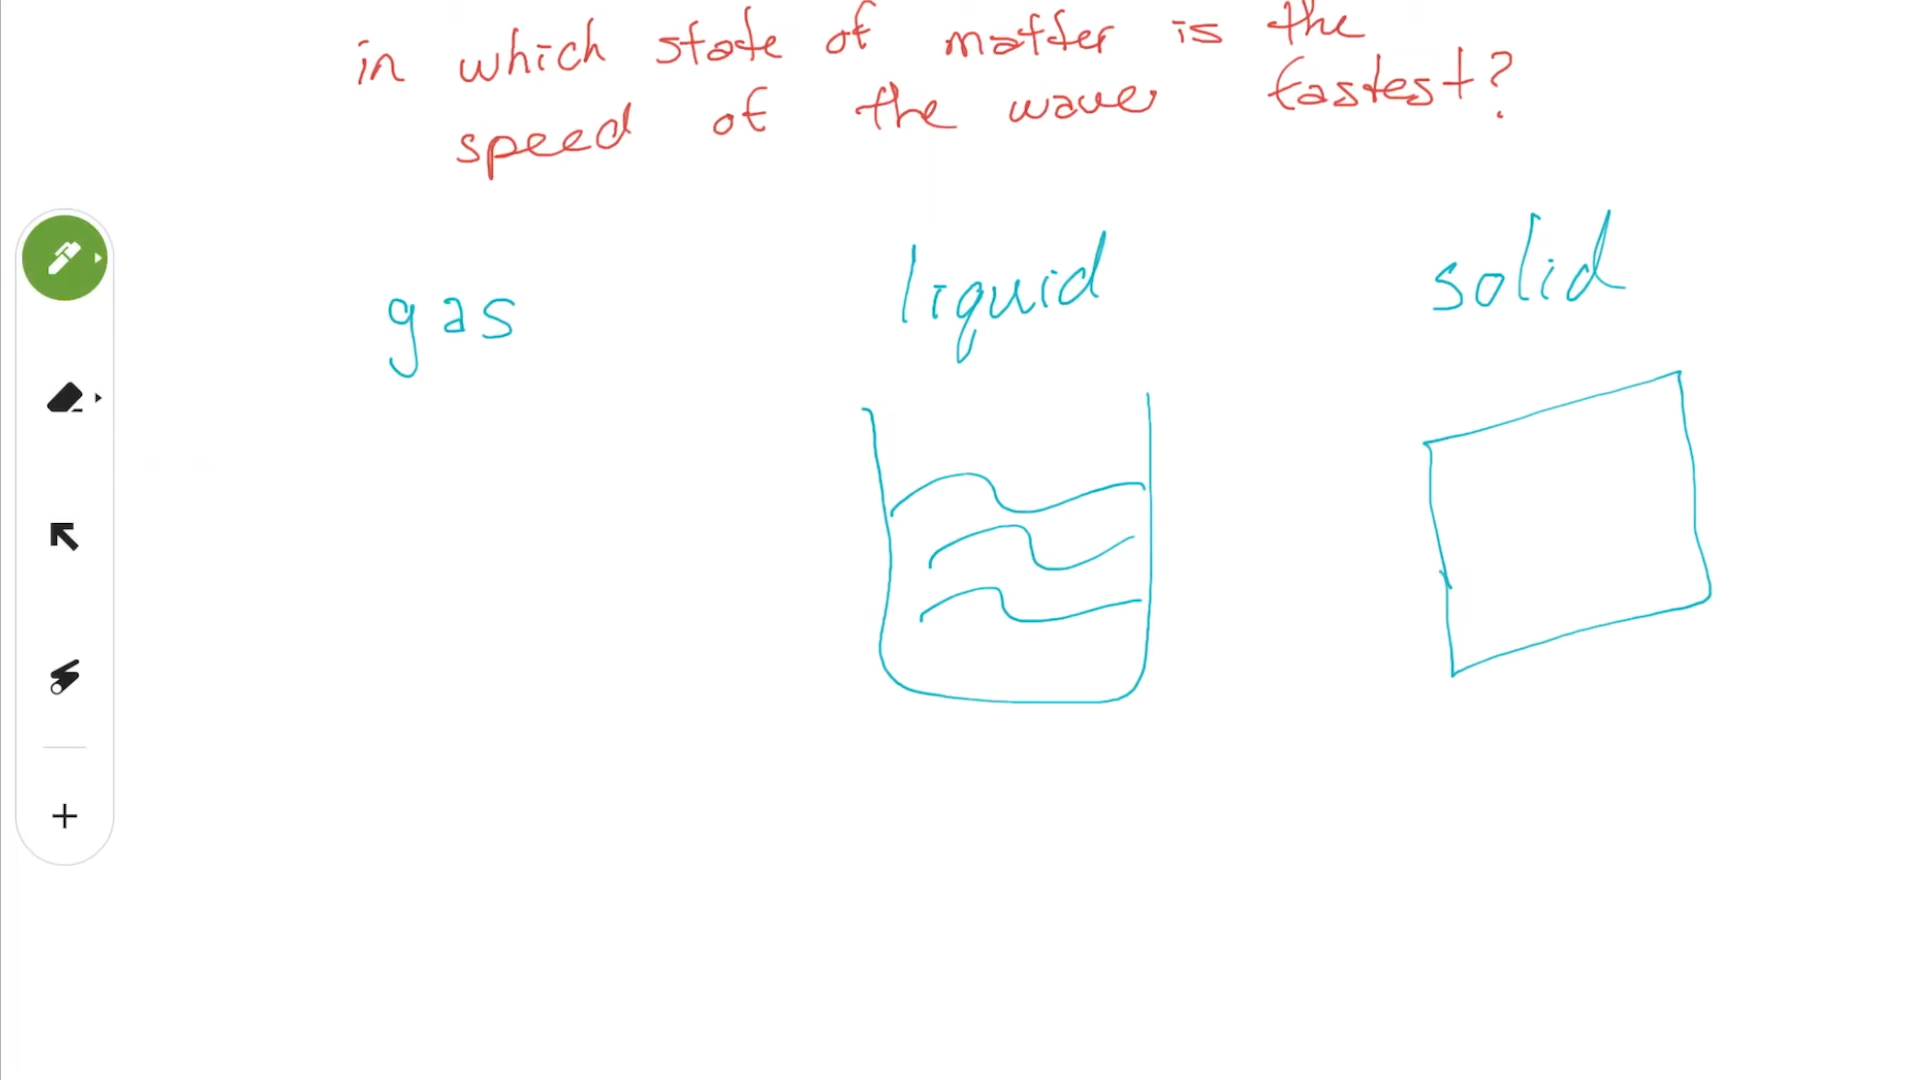 in which state of matter is the
speed of the wave fastest?
gas
liquid
solid